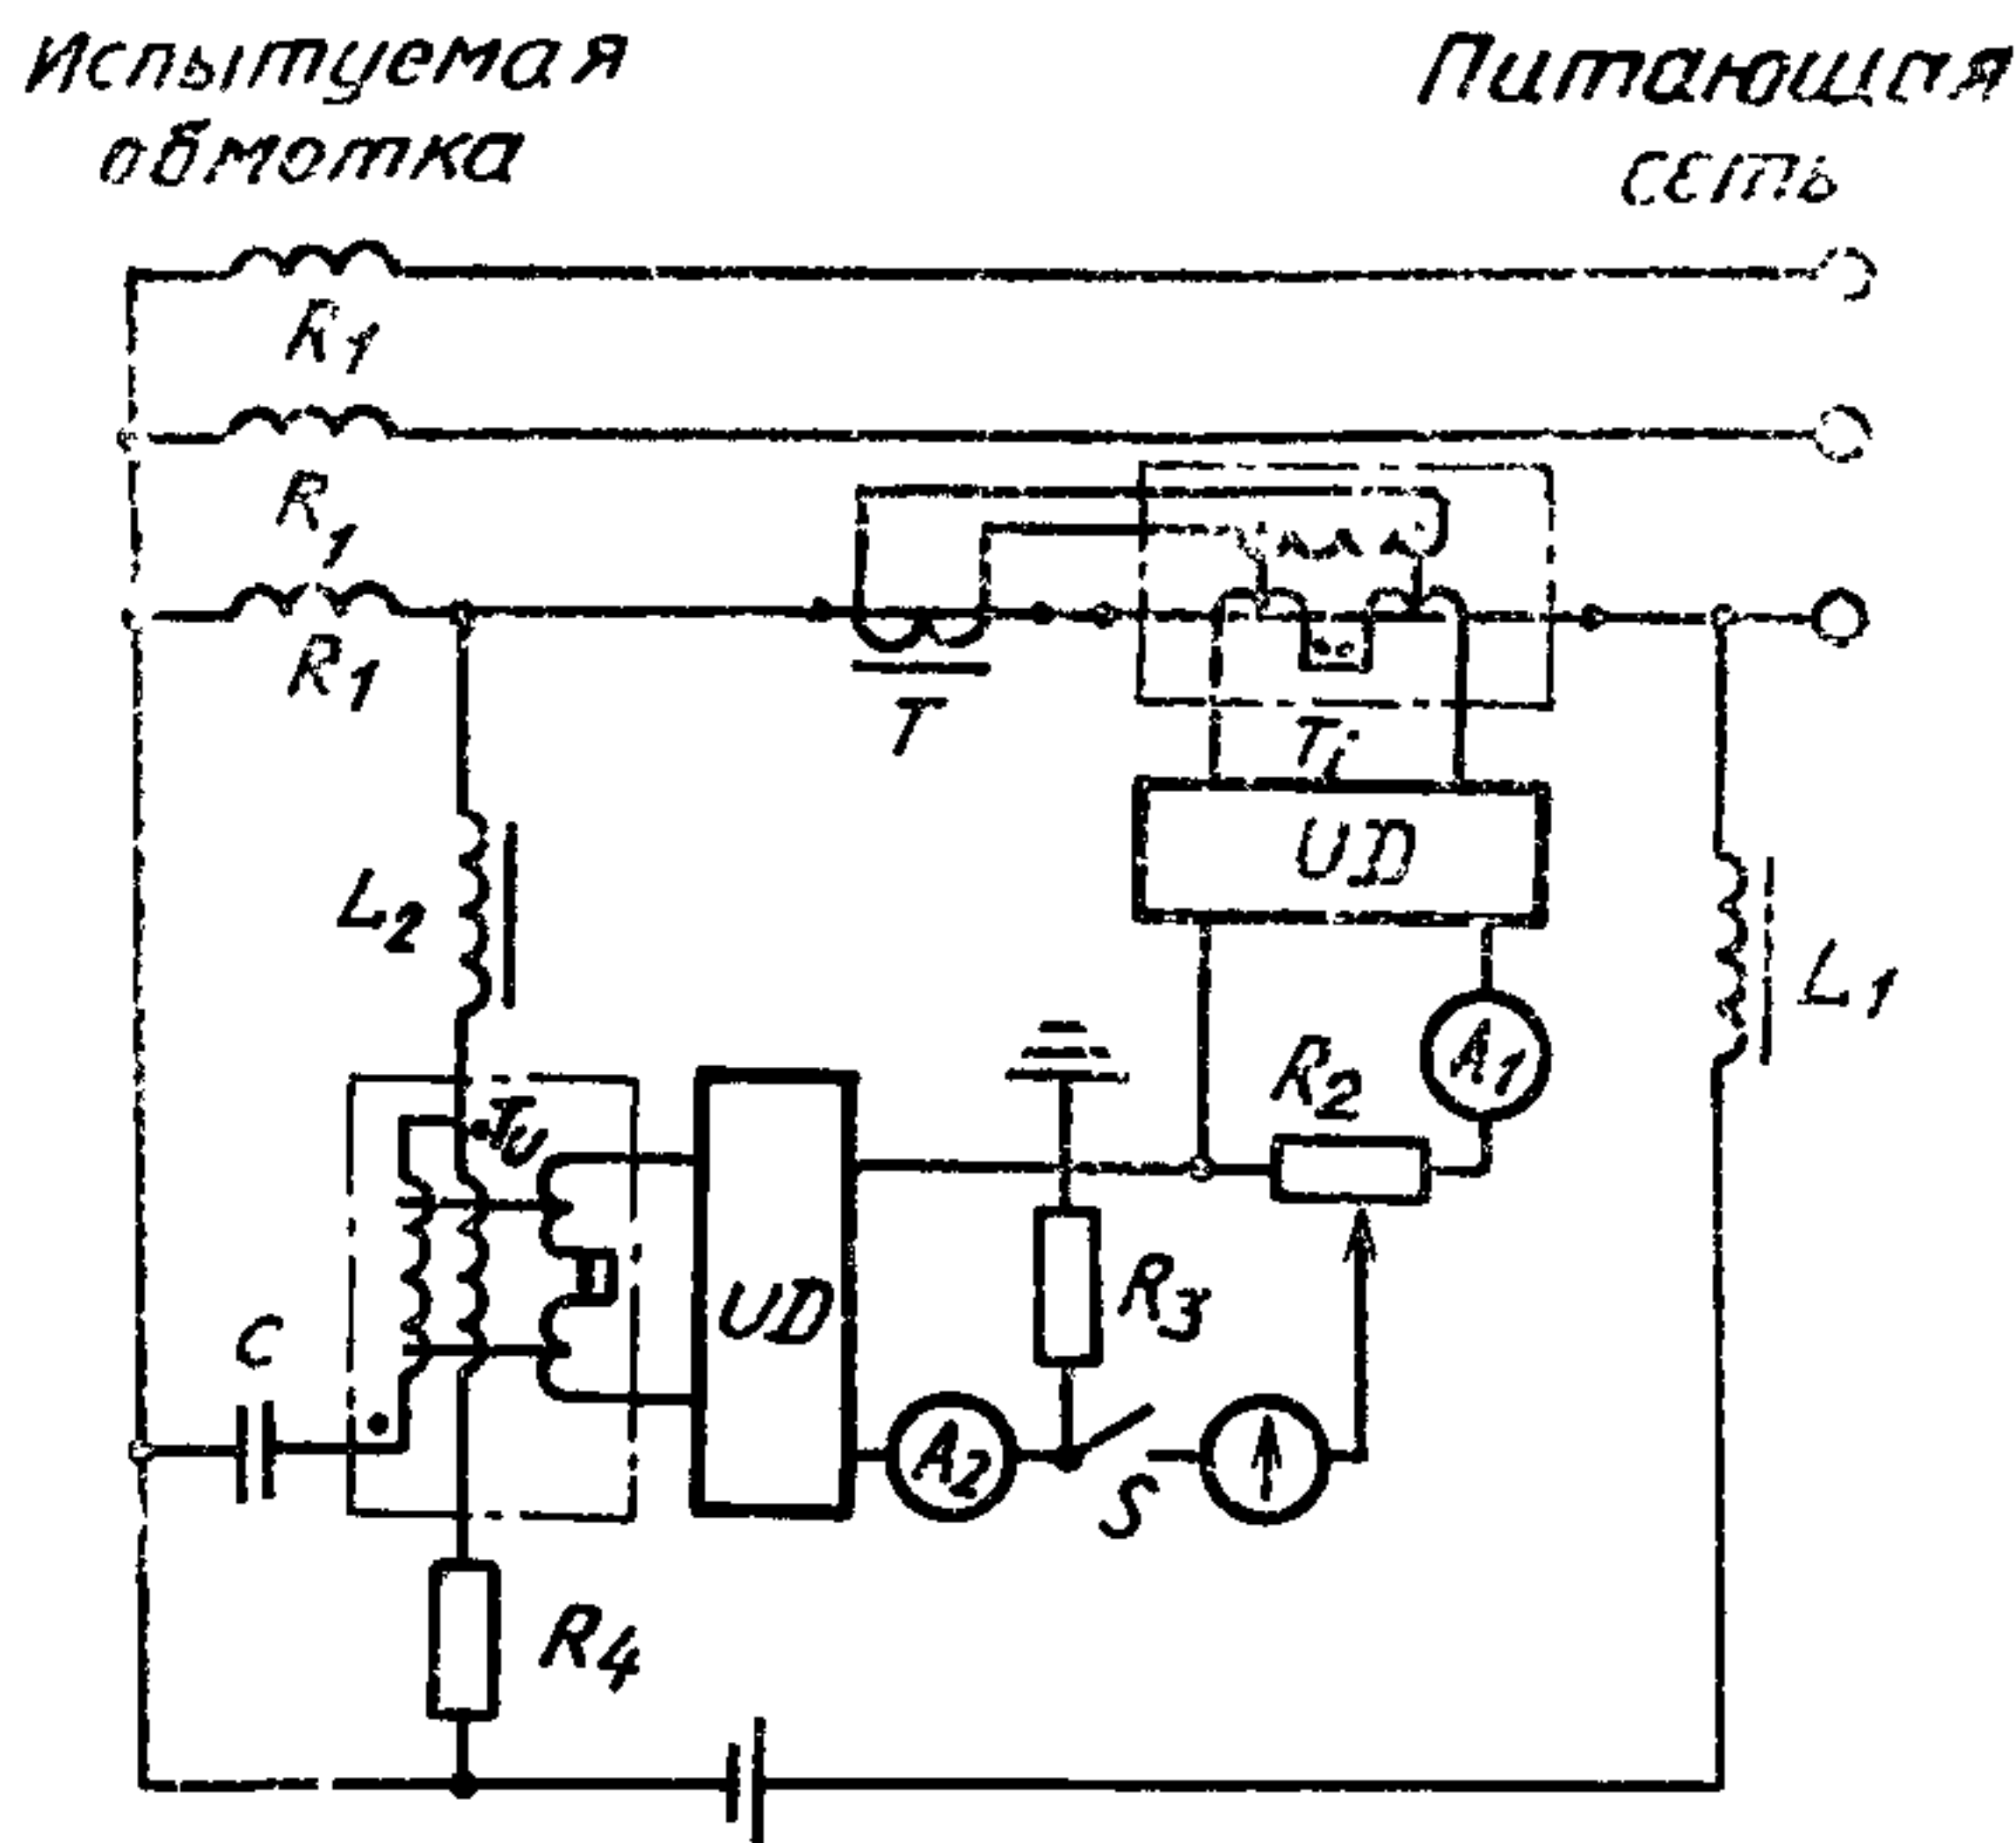 Испытуемая
обмотка
Питающая
сеть
R1
R1
R1
T
Ti
UD
L2
L1
A1
R2
Tu
UD
R3
C
A2
S
R4